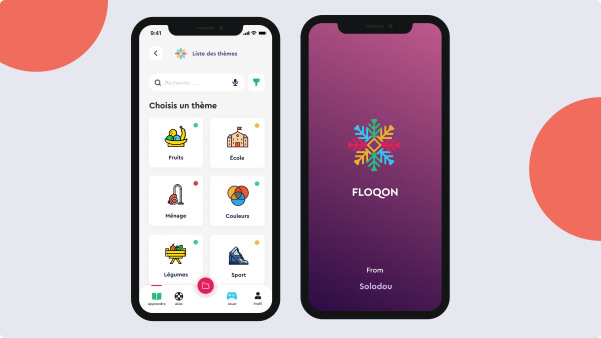 9:41
Liste des thèmes
Recherche ...
Choisis un thème
Fruits
École
Ménage
Couleurs
Légumes
Sport
Apprendre
Aide
Jouer
Profil
FLOQON
From
Solodou